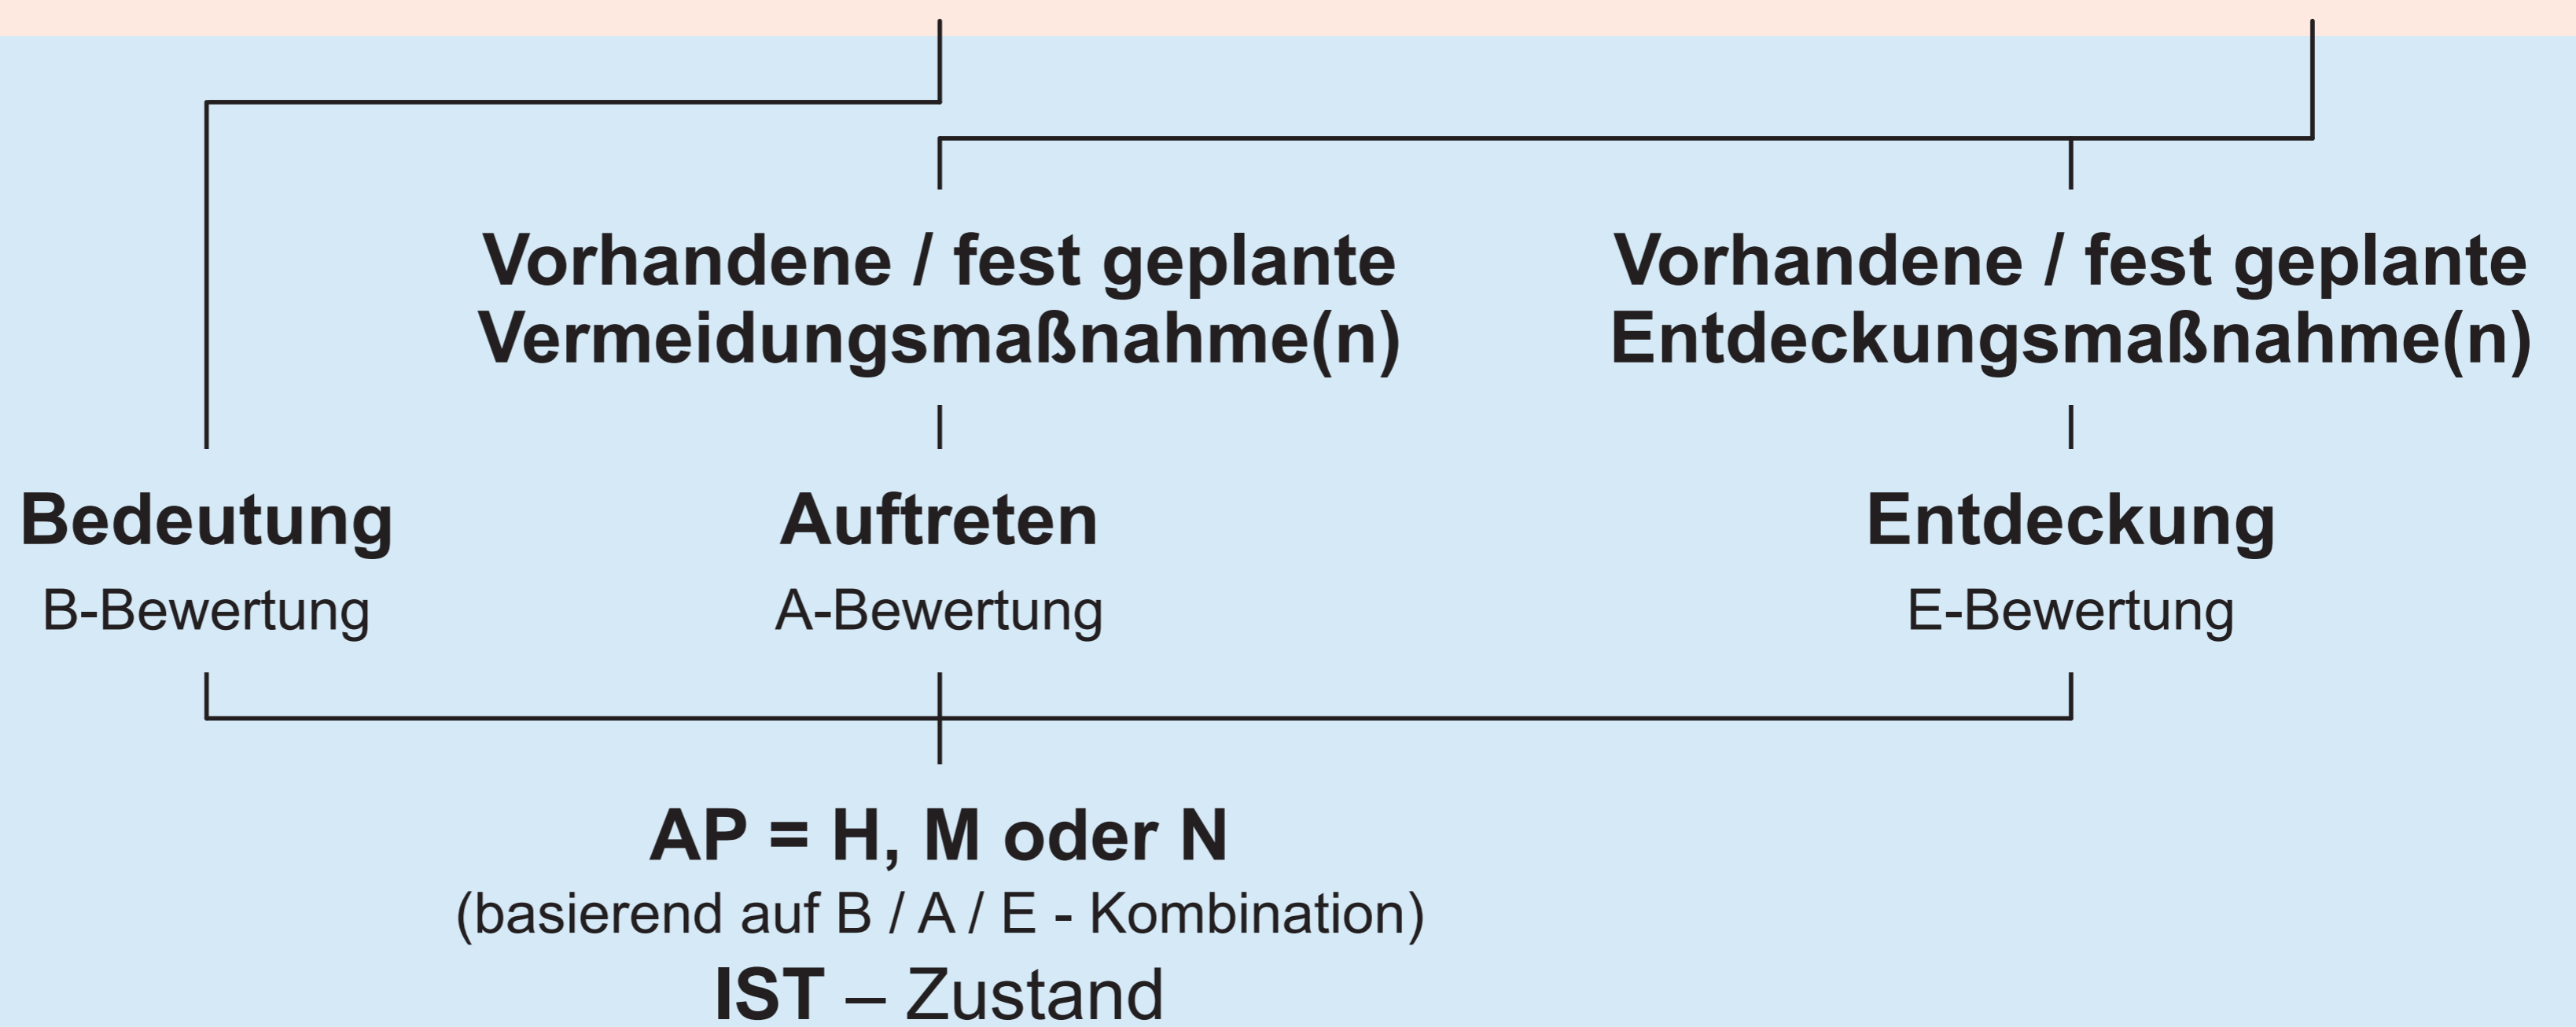 Vorhandene / fest geplante
Vermeidungsmaßnahme(n)
Vorhandene / fest geplante
Entdeckungsmaßnahme(n)
Bedeutung
B-Bewertung
Auftreten
A-Bewertung
Entdeckung
E-Bewertung
AP = H, M oder N
(basierend auf B / A / E - Kombination)
IST – Zustand